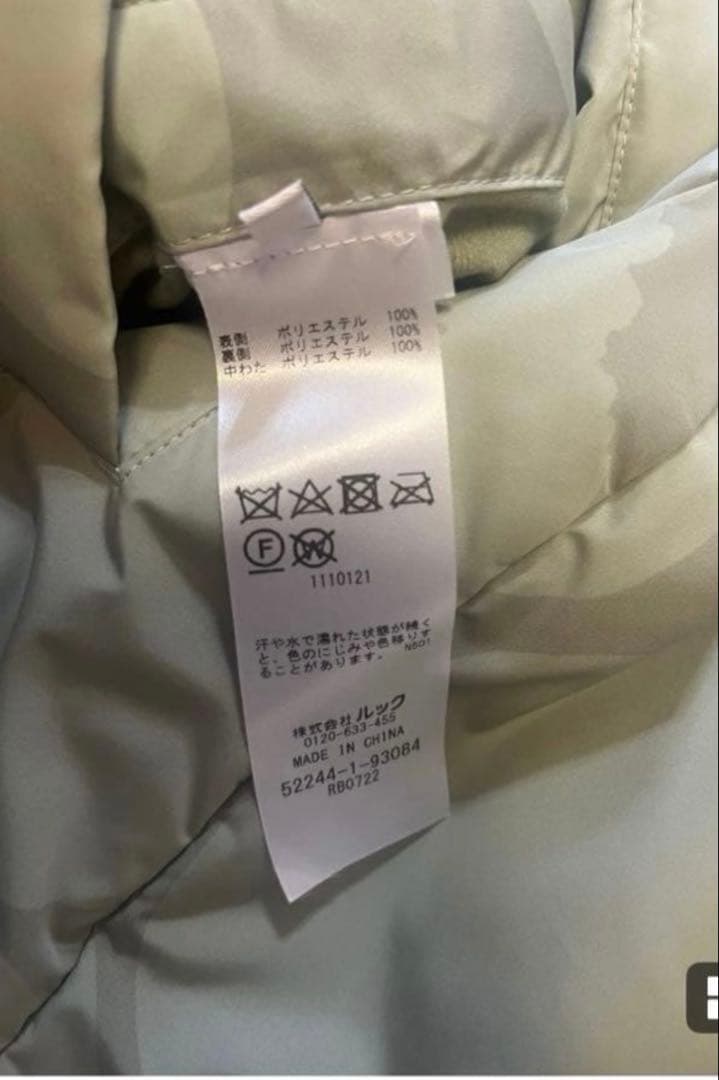 表側 ポリエステル 100%
裏側 ポリエステル 100%
中わた ポリエステル 100%
F W
1110121
汗や水で濡れた状態が続く
と、色のにじみや色移りす
ることがあります。 N601
株式会社ルック
0120-633-455
MADE IN CHINA
52244-1-93084
RB0722